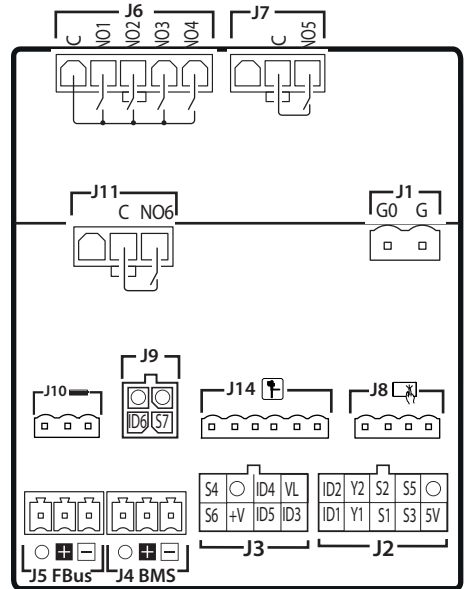 J6 J7
C NO1 NO2 NO3 NO4 C NO5
J11 J1
C NO6 G0 G
J9
J10 J14 J8
ID6 S7
S4 ID4 VL ID2 Y2 S2 S5
S6 +V ID5 ID3 ID1 Y1 S1 S3 5V
J3 J2
+ − + −
J5 FBus J4 BMS